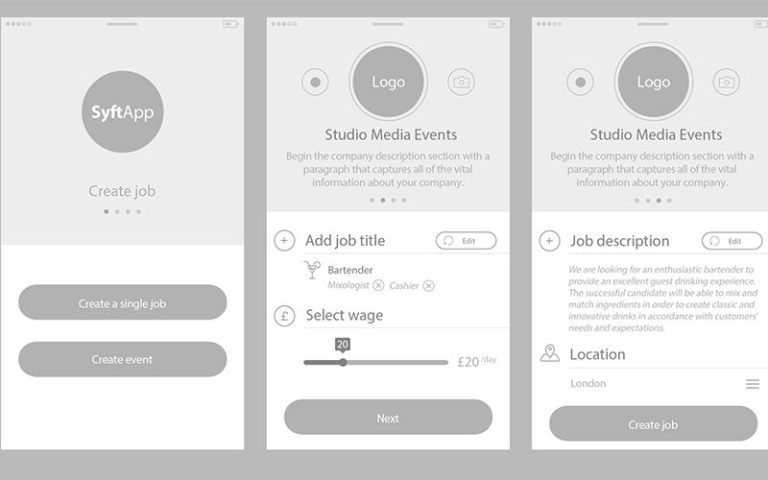 SyftApp
Create job
Create a single job
Create event
Logo
Studio Media Events
Begin the company description section with a
paragraph that captures all of the vital
information about your company.
+ Add job title Edit
Bartender
Mixologist Cashier
£ Select wage
20
£20/day
Next
Logo
Studio Media Events
Begin the company description section with a
paragraph that captures all of the vital
information about your company.
+ Job description Edit
We are looking for an enthusiastic bartender to
provide an excellent guest drinking experience.
The successful candidate will be able to mix and
match ingredients in order to create classic and
innovative drinks in accordance with customers'
needs and expectations.
Location
London
Create job